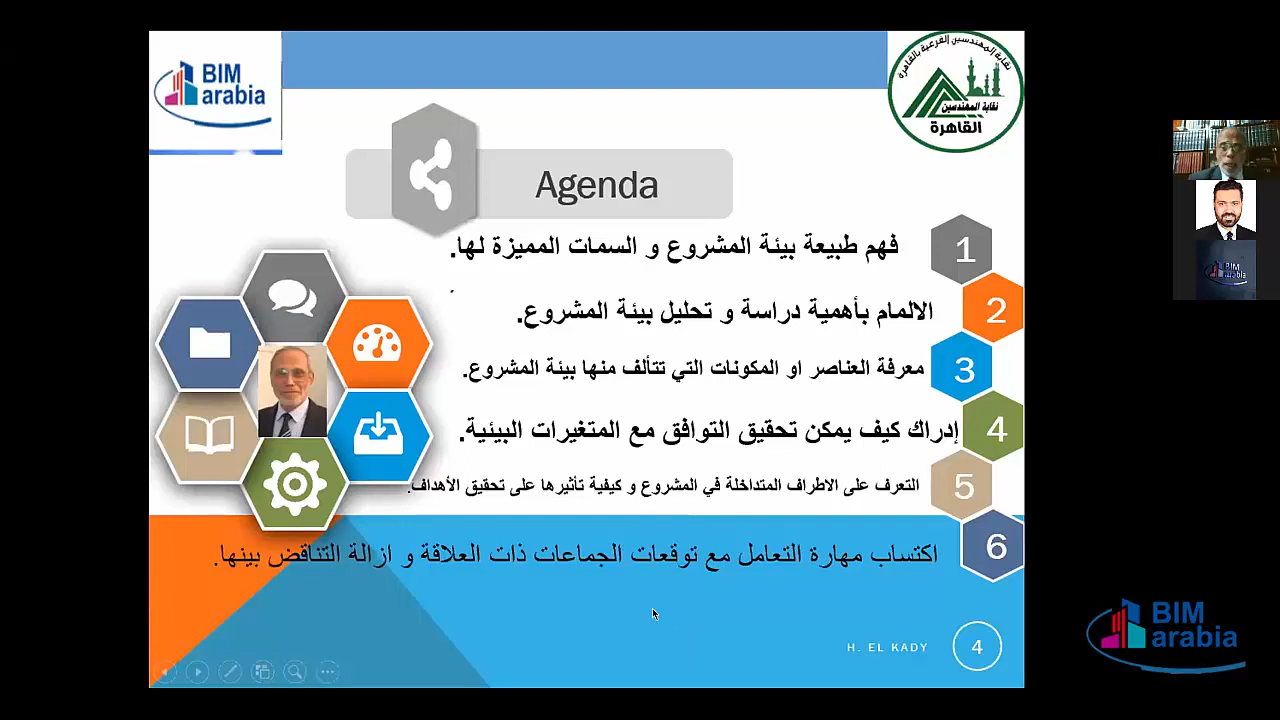 BIM
arabia
نقابة المهندسين الفرعية بالقاهرة
نقابة المهندسين
القاهرة
Agenda
1
فهم طبيعة بيئة المشروع و السمات المميزة لها.
2
الالمام بأهمية دراسة و تحليل بيئة المشروع.
3
معرفة العناصر او المكونات التي تتألف منها بيئة المشروع.
4
إدراك كيف يمكن تحقيق التوافق مع المتغيرات البيئية.
5
التعرف على الاطراف المتداخلة في المشروع و كيفية تأثيرها على تحقيق الأهداف.
6
اكتساب مهارة التعامل مع توقعات الجماعات ذات العلاقة و ازالة التناقض بينها.
H. EL KADY
4
BIM
arabia
BIM
arabia